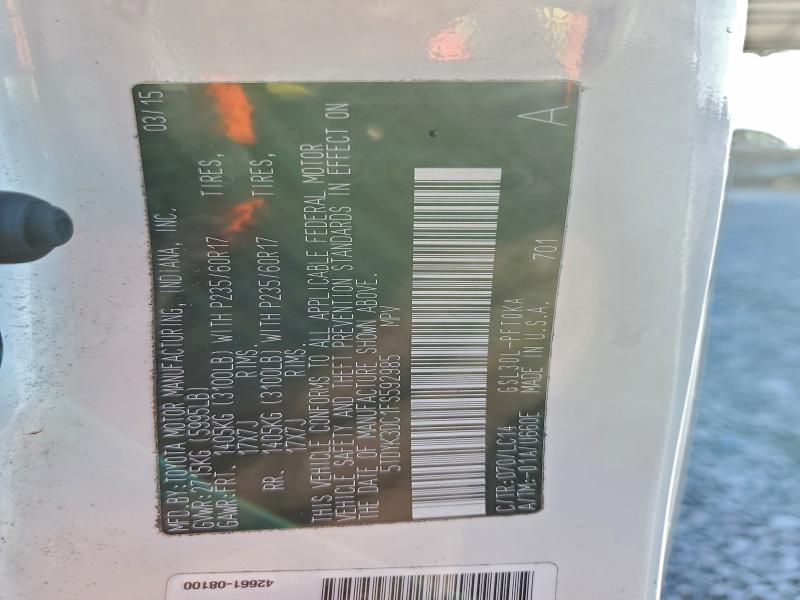 MFD.BY:TOYOTA MOTOR MANUFACTURING, INDIANA, INC. 03/15
GVWR:2715KG (5995LB)
GAWR:FRT. 1405KG (3100LB) WITH P235/60R17 TIRES,
17X7J RIMS.
RR. 1405KG (3100LB) WITH P235/60R17 TIRES,
17X7J RIMS.
THIS VEHICLE CONFORMS TO ALL APPLICABLE FEDERAL MOTOR
VEHICLE SAFETY AND THEFT PREVENTION STANDARDS IN EFFECT ON
THE DATE OF MANUFACTURE SHOWN ABOVE.
5TDYK3DC1FS592985 MPV
C/TR:070/LC14 GSL30L-PFTQKA 701 A
A/TM:-01A/U660E MADE IN U.S.A.
42661-08100